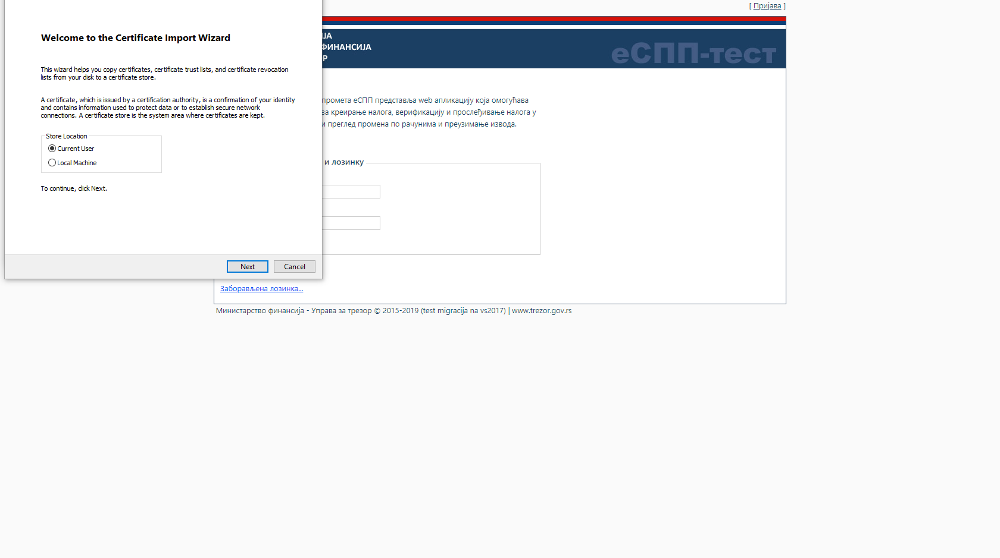 [ Пријава ]
Welcome to the Certificate Import Wizard
This wizard helps you copy certificates, certificate trust lists, and certificate revocation
lists from your disk to a certificate store.
A certificate, which is issued by a certification authority, is a confirmation of your identity
and contains information used to protect data or to establish secure network
connections. A certificate store is the system area where certificates are kept.
Store Location
Current User
Local Machine
To continue, click Next.
Next
Cancel
ЈА
ФИНАНСИЈА
Р
еСПП-тест
промета еСПП представља web апликацију која омогућава
ва креирање налога, верификацију и прослеђивање налога у
и преглед промена по рачунима и преузимање извода.
и лозинку
Заборављена лозинка...
Министарство финансија - Управа за трезор © 2015-2019 (test migracija na vs2017) | www.trezor.gov.rs